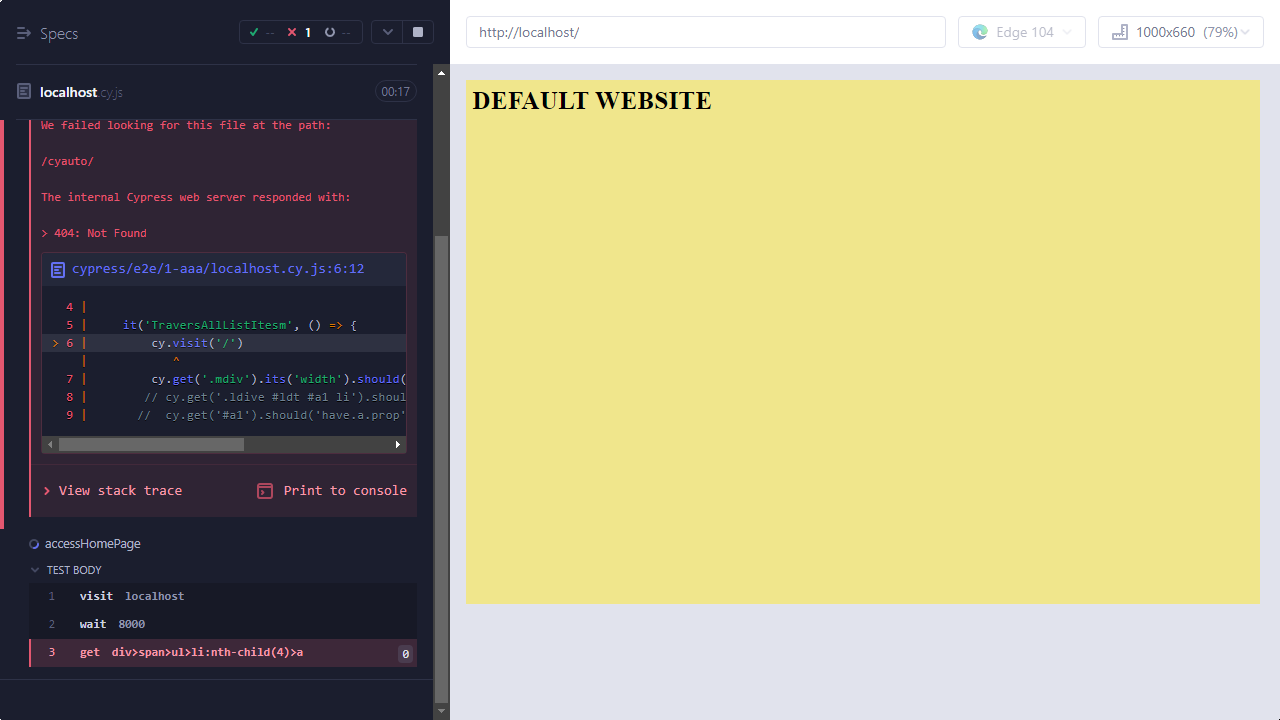 Specs
-- 1 --
localhost.cy.js
00:17
We failed looking for this file at the path:
/cyauto/
The internal Cypress web server responded with:
> 404: Not Found
cypress/e2e/1-aaa/localhost.cy.js:6:12
4 |
5 | it('TraversAllListItesm', () => {
> 6 | cy.visit('/')
| ^
7 | cy.get('.mdiv').its('width').should(
8 | // cy.get('.ldive #ldt #a1 li').shoul
9 | // cy.get('#a1').should('have.a.prop'
View stack trace
Print to console
accessHomePage
TEST BODY
1 visit localhost
2 wait 8000
3 get div>span>ul>li:nth-child(4)>a 0
http://localhost/
Edge 104
1000x660 (79%)
DEFAULT WEBSITE